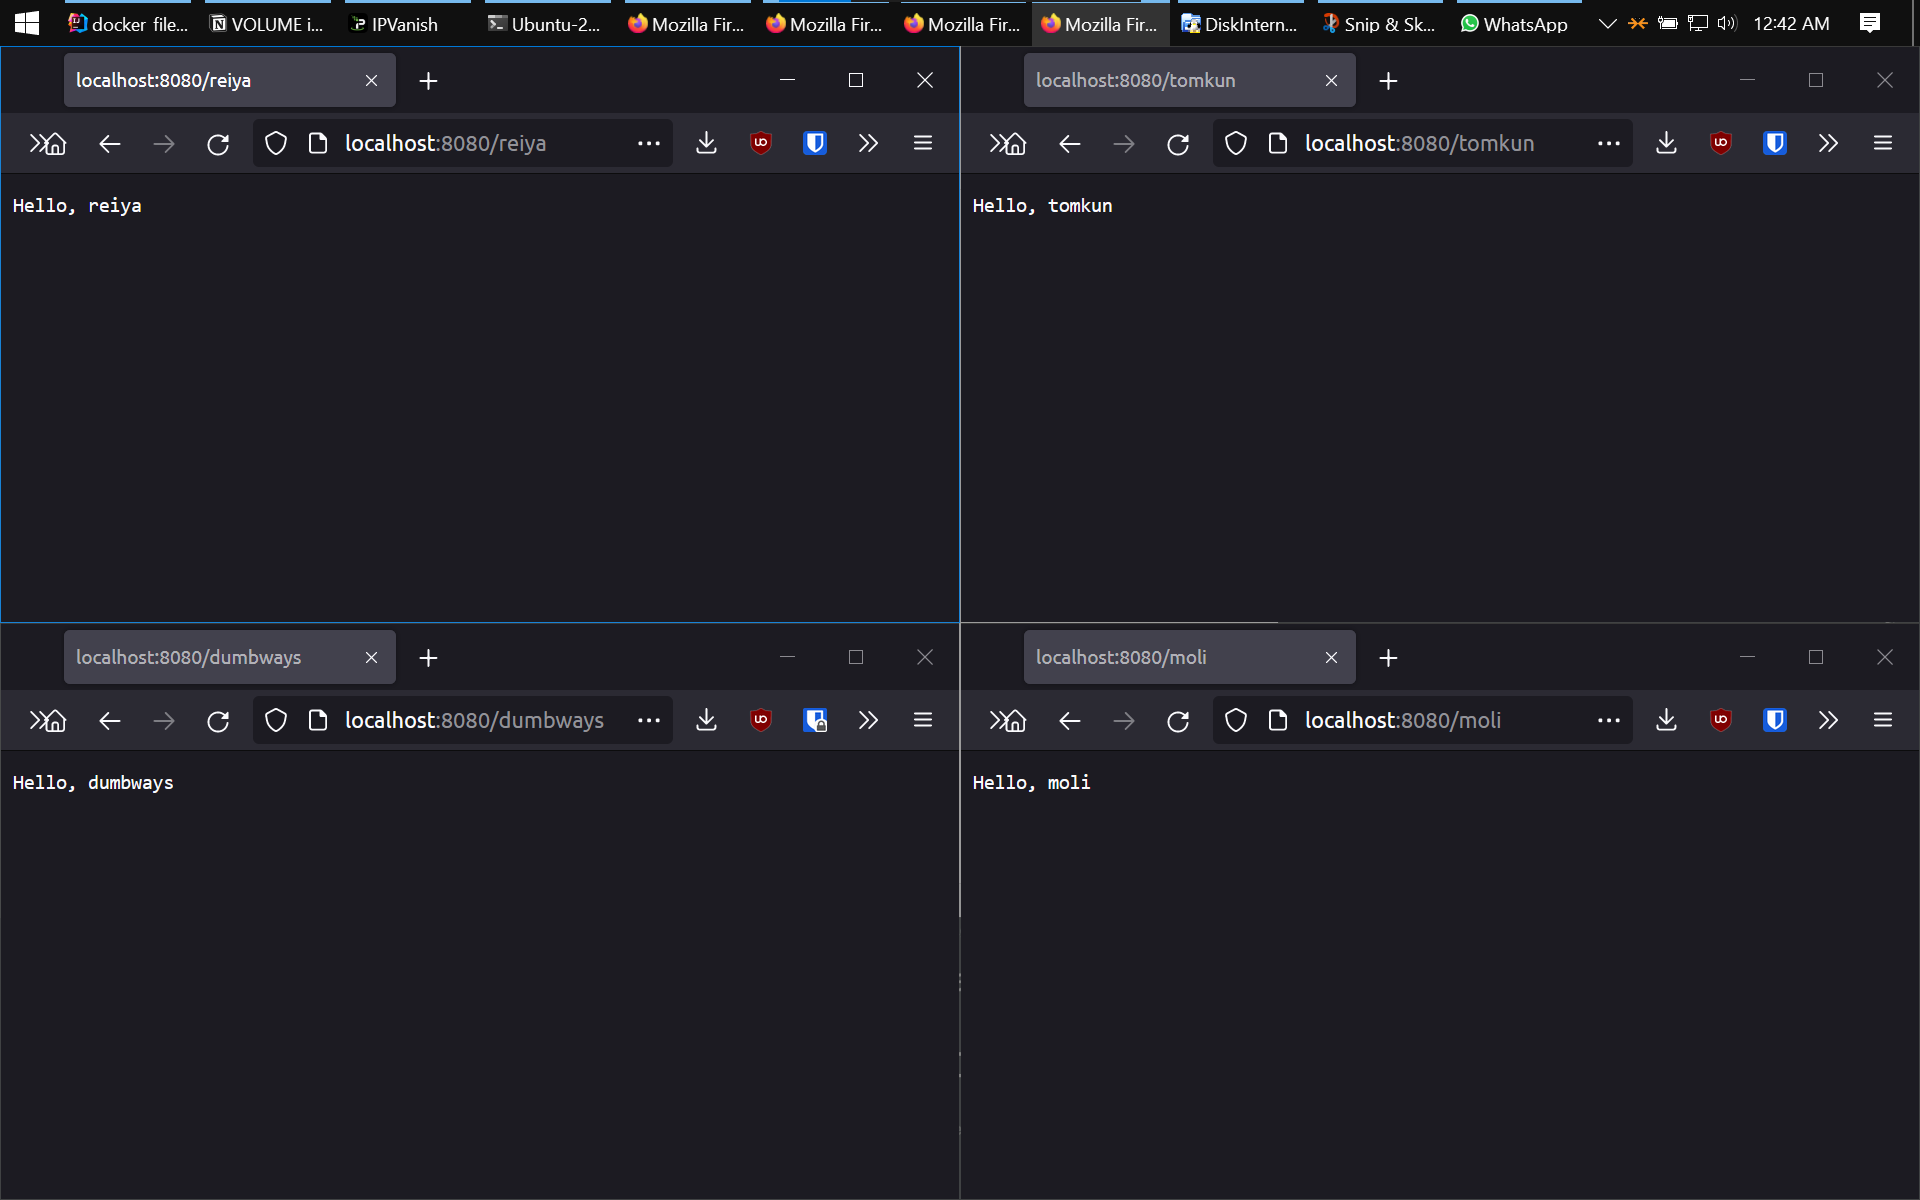 docker file... VOLUME i... IPVanish Ubuntu-2... Mozilla Fir... Mozilla Fir... Mozilla Fir... Mozilla Fir... DiskIntern... Snip & Sk... WhatsApp 12:42 AM
localhost:8080/reiya
localhost:8080/reiya
Hello, reiya
localhost:8080/tomkun
localhost:8080/tomkun
Hello, tomkun
localhost:8080/dumbways
localhost:8080/dumbways
Hello, dumbways
localhost:8080/moli
localhost:8080/moli
Hello, moli